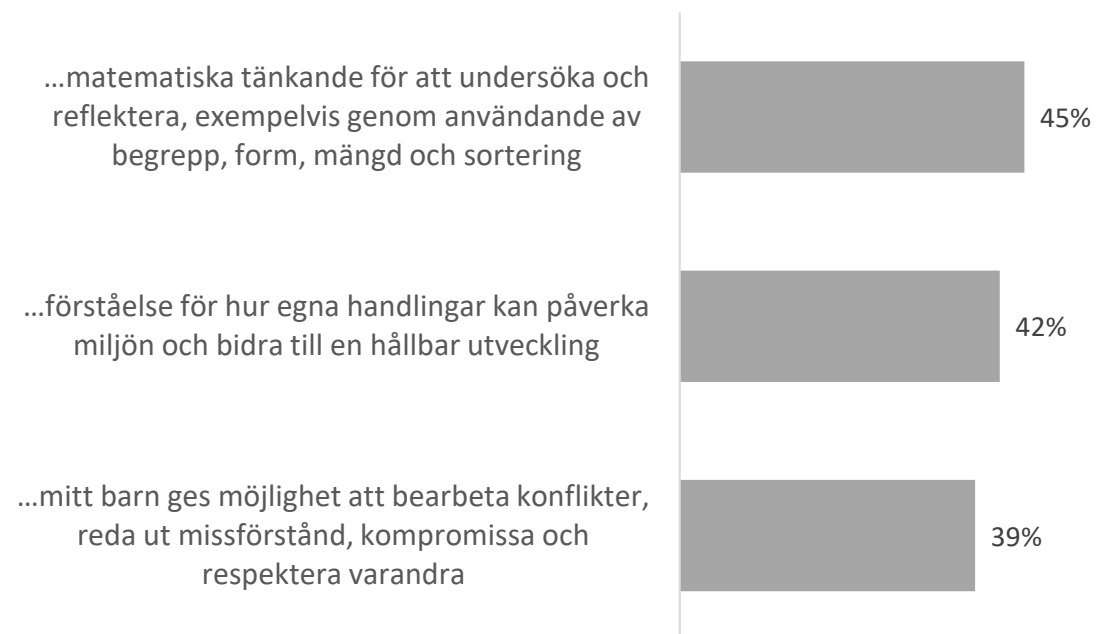 …matematiska tänkande för att undersöka och
reflektera, exempelvis genom användande av
begrepp, form, mängd och sortering
45%
…förståelse för hur egna handlingar kan påverka
miljön och bidra till en hållbar utveckling
42%
…mitt barn ges möjlighet att bearbeta konflikter,
reda ut missförstånd, kompromissa och
respektera varandra
39%